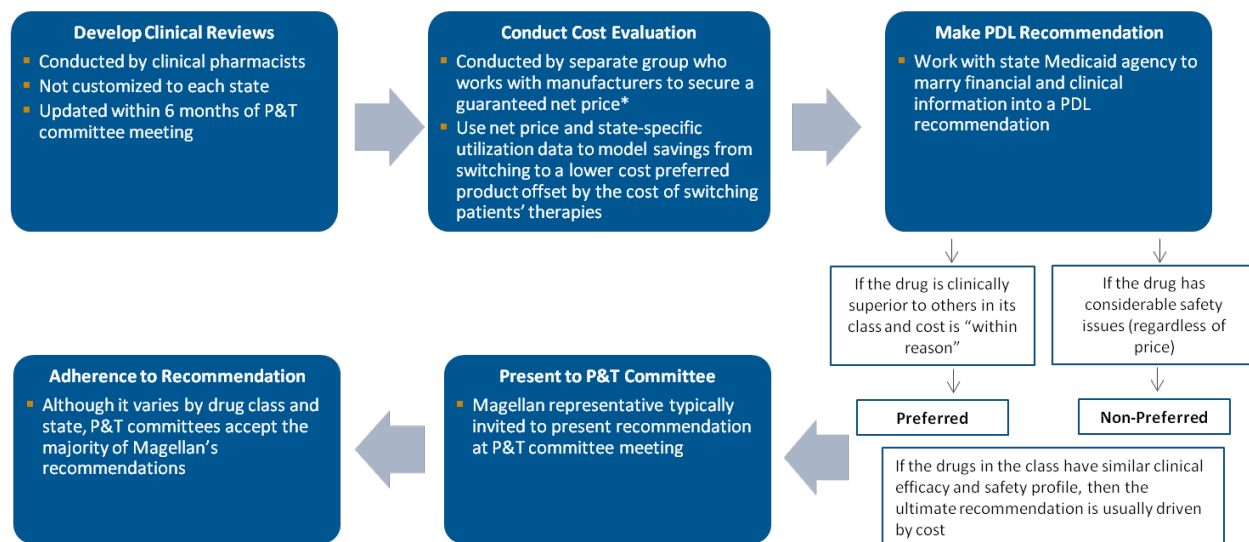 Develop Clinical Reviews
▪ Conducted by clinical pharmacists
▪ Not customized to each state
▪ Updated within 6 months of P&T
committee meeting
Conduct Cost Evaluation
▪ Conducted by separate group who
works with manufacturers to secure a
guaranteed net price*
▪ Use net price and state-specific
utilization data to model savings from
switching to a lower cost preferred
product offset by the cost of switching
patients’ therapies
Make PDL Recommendation
▪ Work with state Medicaid agency to
marry financial and clinical
information into a PDL
recommendation
If the drug is clinically
superior to others in its
class and cost is “within
reason”
If the drug has
considerable safety
issues (regardless of
price)
Preferred
Non-Preferred
If the drugs in the class have similar clinical
efficacy and safety profile, then the
ultimate recommendation is usually driven
by cost
Present to P&T Committee
▪ Magellan representative typically
invited to present recommendation
at P&T committee meeting
Adherence to Recommendation
▪ Although it varies by drug class and
state, P&T committees accept the
majority of Magellan’s
recommendations